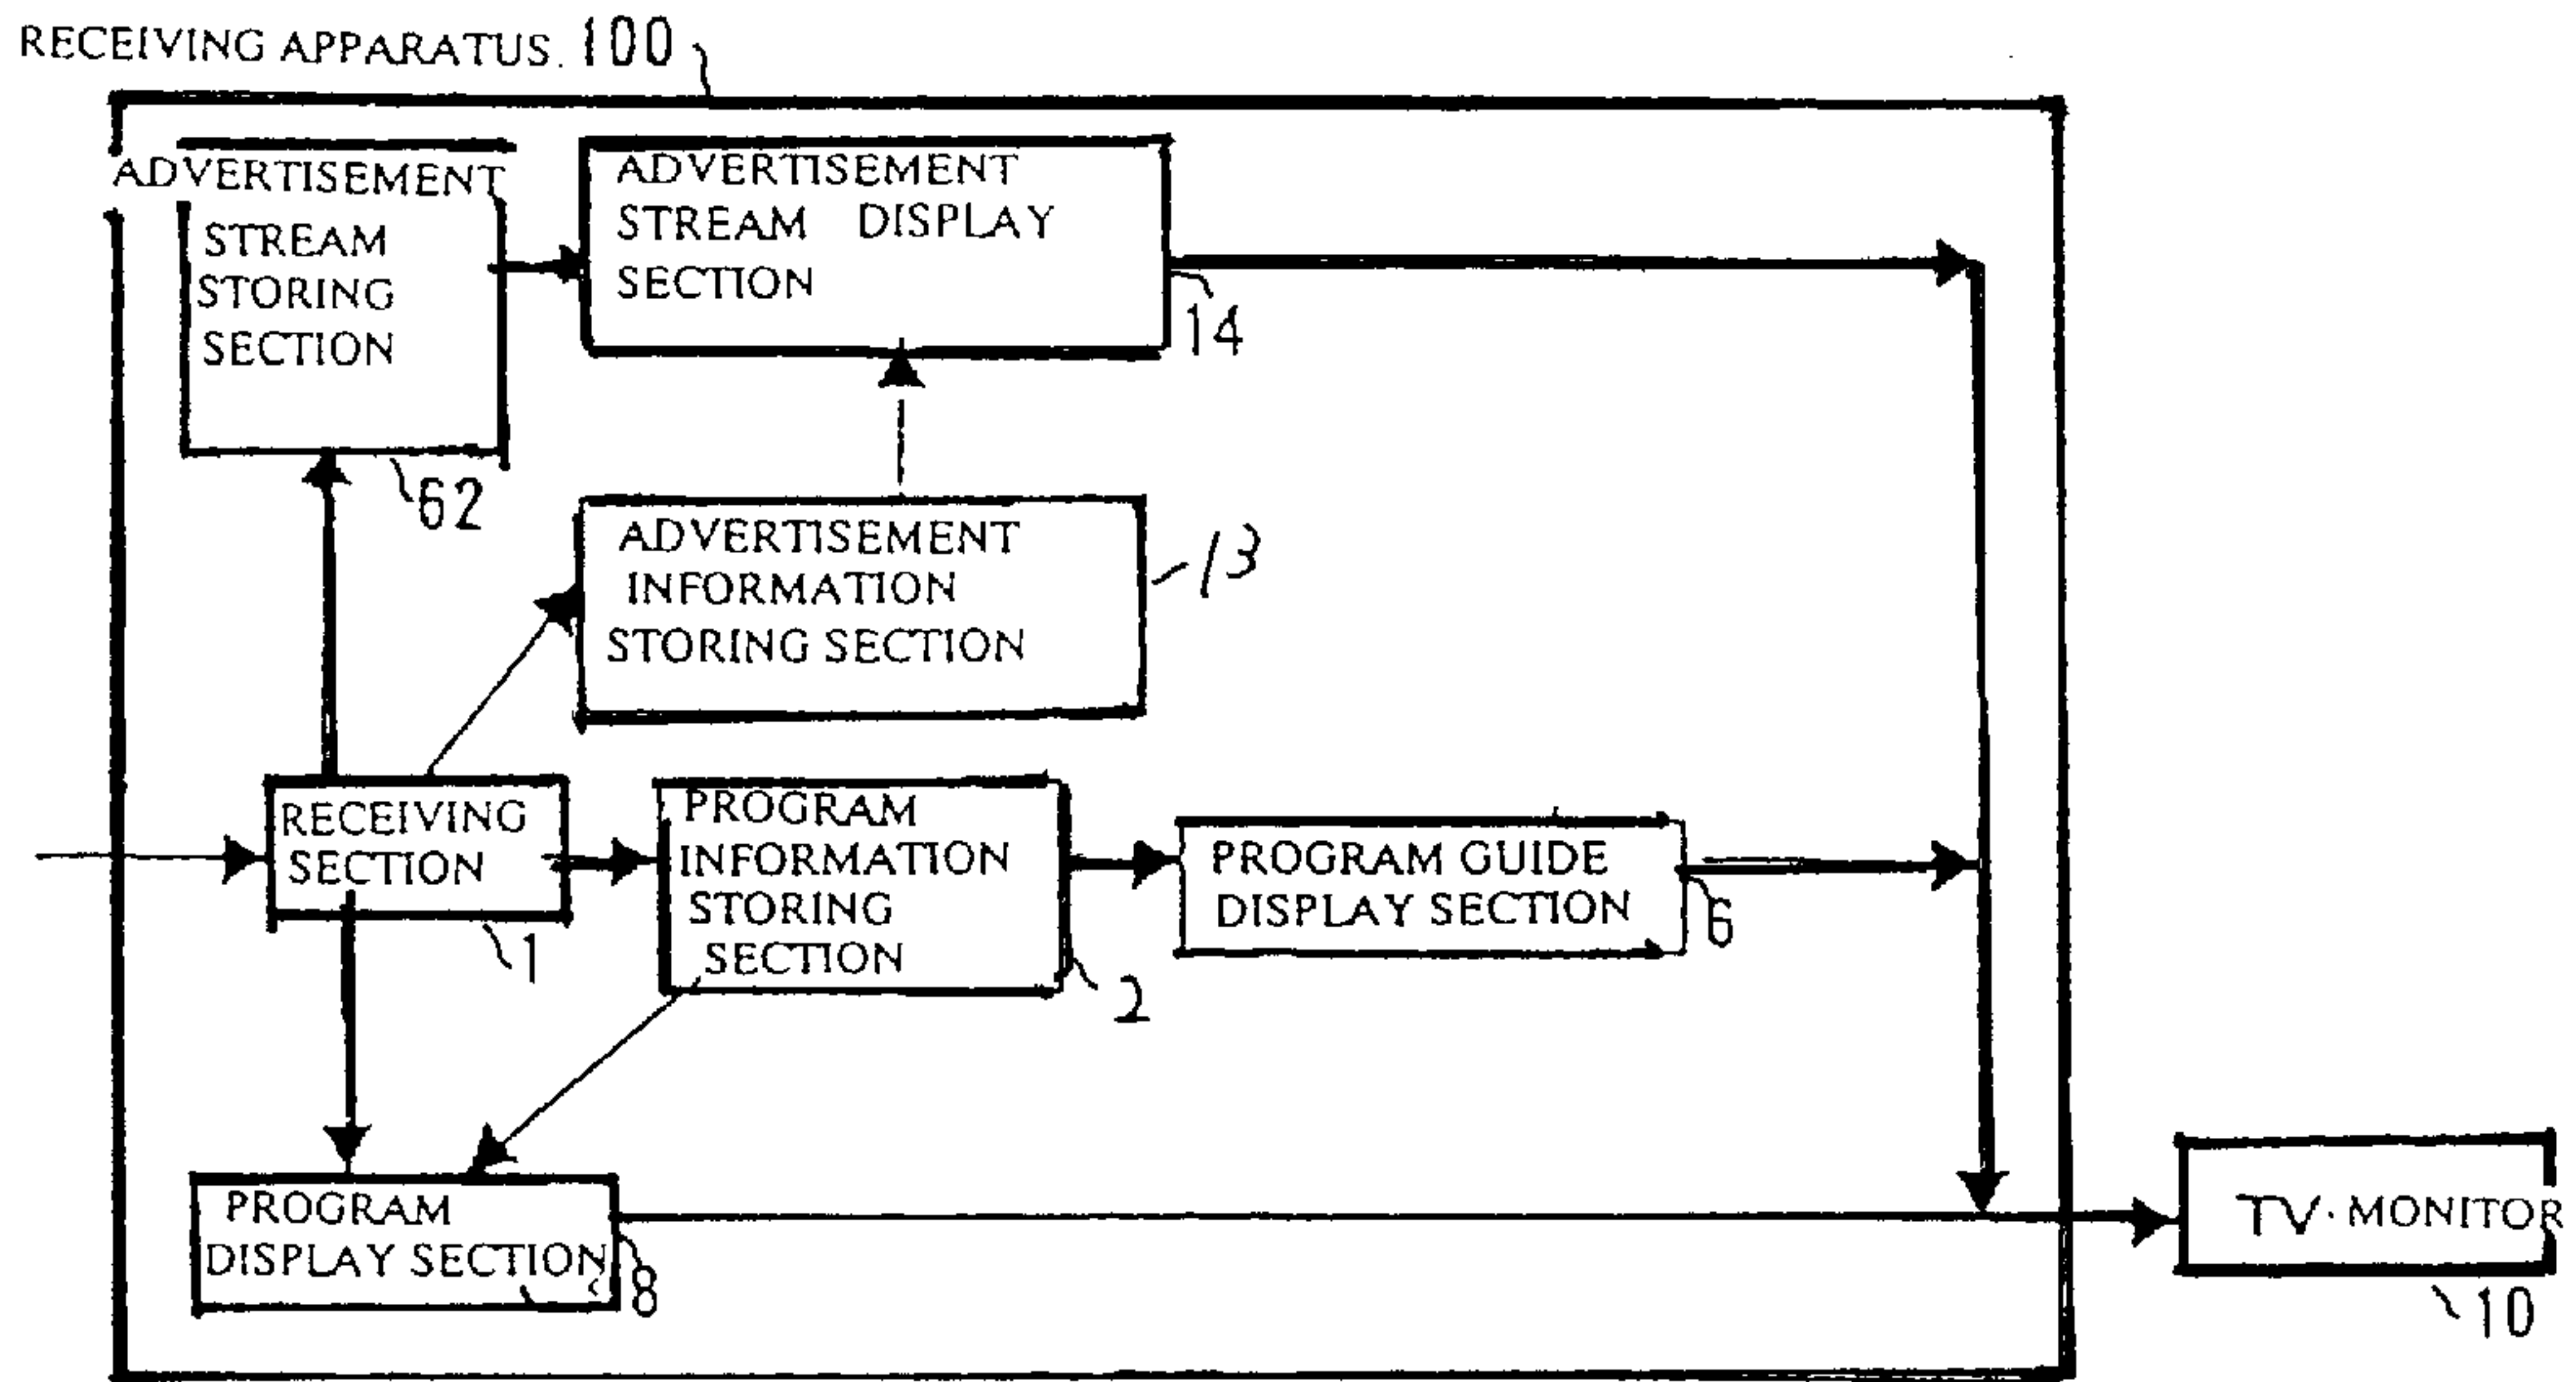 RECEIVING APPARATUS. 100
ADVERTISEMENT
STREAM
STORING
SECTION
62
ADVERTISEMENT
STREAM DISPLAY
SECTION
14
ADVERTISEMENT
INFORMATION
STORING SECTION
13
RECEIVING
SECTION
1
PROGRAM
INFORMATION
STORING
SECTION
2
PROGRAM GUIDE
DISPLAY SECTION
6
PROGRAM
DISPLAY SECTION
8
TV·MONITOR
10